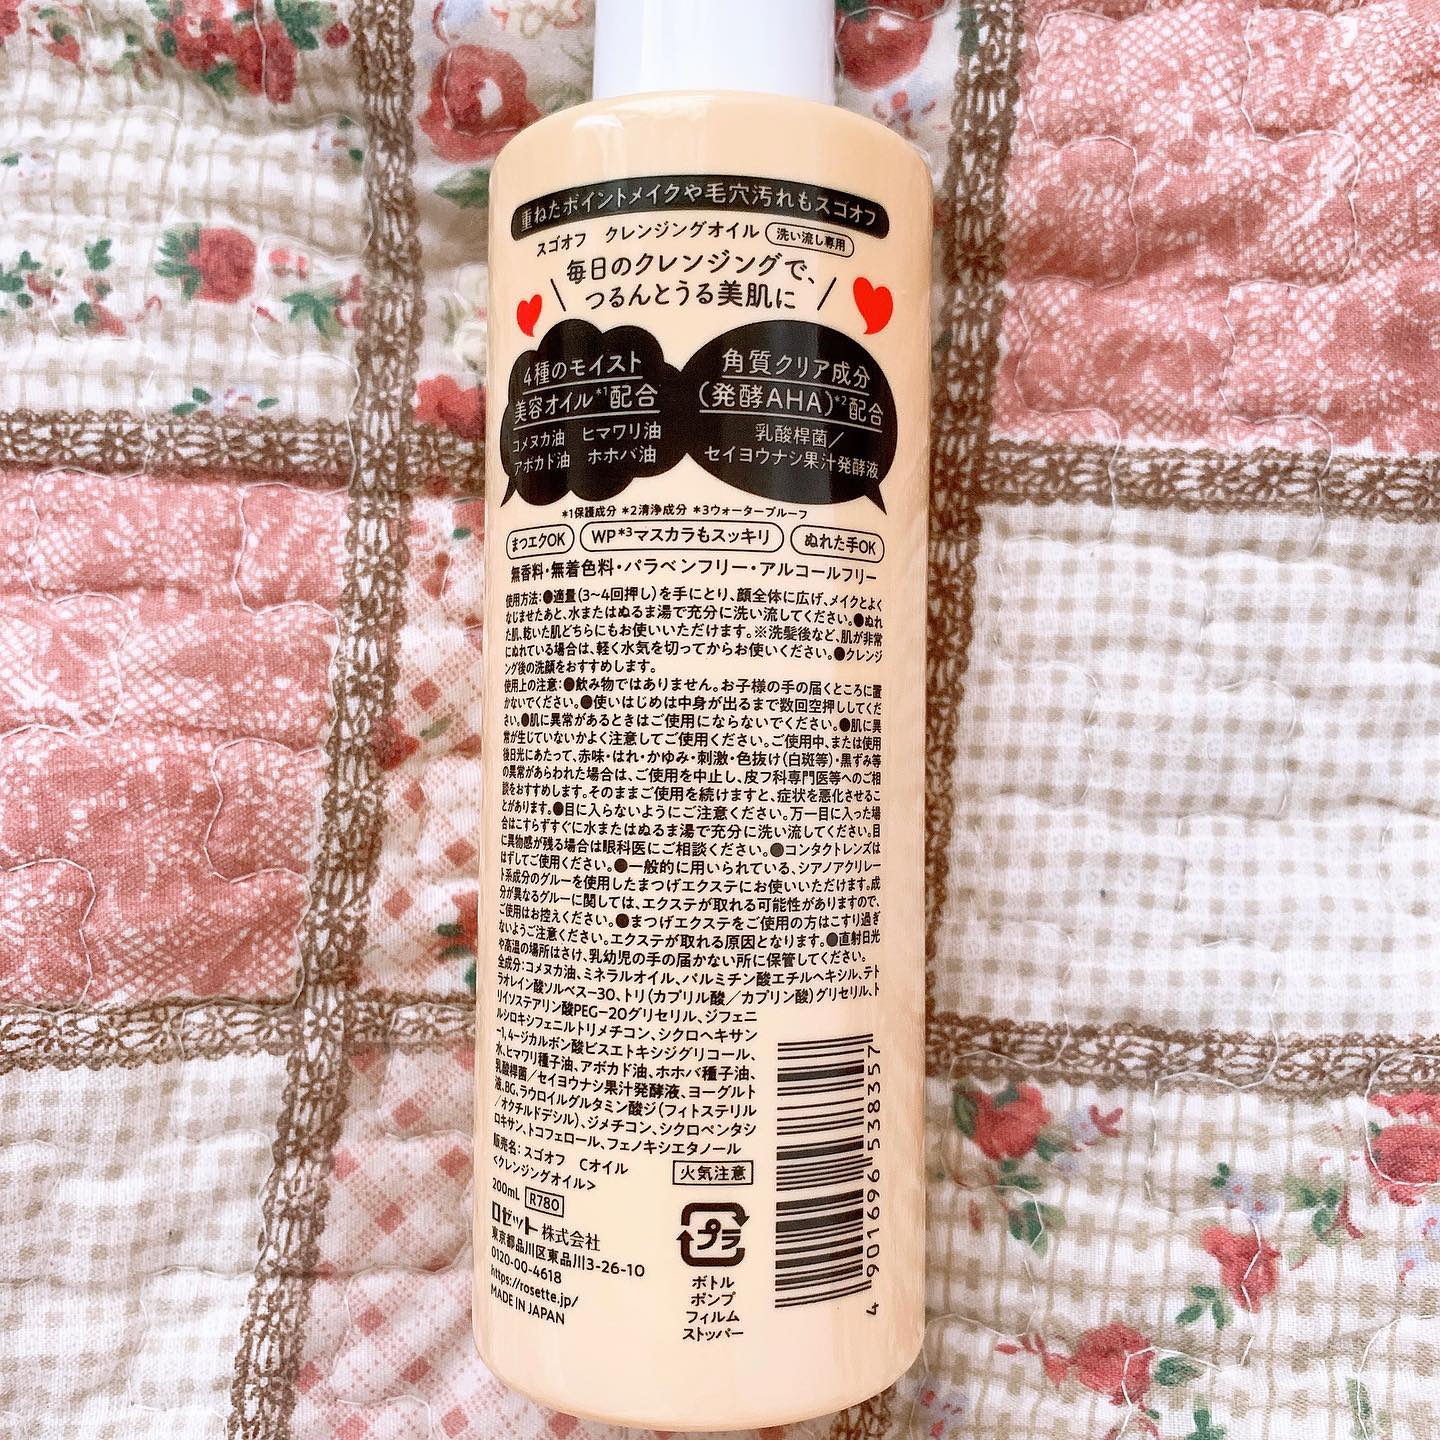 重ねたポイントメイクや毛穴汚れもスゴオフ
スゴオフ クレンジングオイル 洗い流し専用
毎日のクレンジングで、
つるんとうる美肌に
4種のモイスト
美容オイル*1配合
コメヌカ油 ヒマワリ油
アボカド油 ホホバ油
角質クリア成分
(発酵AHA)*2配合
乳酸桿菌/
セイヨウナシ果汁発酵液
*1保護成分 *2清浄成分 *3ウォータープルーフ
まつエクOK WP*3マスカラもスッキリ ぬれた手OK
無香料・無着色料・パラベンフリー・アルコールフリー
使用方法:●適量(3~4回押し)を手にとり、顔全体に広げ、メイクとよく
なじませたあと、水またはぬるま湯で充分に洗い流してください。●ぬれ
た肌、乾いた肌どちらにもお使いいただけます。※洗髪後など、肌が非常
にぬれている場合は、軽く水気を切ってからお使いください。●クレンジ
ング後の洗顔をおすすめします。
使用上の注意:●飲み物ではありません。お子様の手の届くところに置
かないでください。●使いはじめは中身が出るまで数回空押ししてくだ
さい。●肌に異常があるときはご使用にならないでください。●肌に異
常が生じていないかよく注意してご使用ください。ご使用中、または使用
後日光にあたって、赤味・はれ・かゆみ・刺激・色抜け(白斑等)・黒ずみ等
の異常があらわれた場合は、ご使用を中止し、皮フ科専門医等へのご相
談をおすすめします。そのままご使用を続けますと、症状を悪化させるこ
とがあります。●目に入らないようにご注意ください。万一目に入った場
合はこすらずすぐに水またはぬるま湯で充分に洗い流してください。目
に異物感が残る場合は眼科医にご相談ください。●コンタクトレンズは
はずしてご使用ください。●一般的に用いられている、シアノアクリレー
ト系成分のグルーを使用したまつげエクステにお使いいただけます。成
分が異なるグルーに関しては、エクステが取れる可能性がありますので、
ご使用はお控えください。●まつげエクステをご使用の方はこすり過ぎ
ないようご注意ください。エクステが取れる原因となります。●直射日光
や高温の場所はさけ、乳幼児の手の届かない所に保管してください。
全成分:コメヌカ油、ミネラルオイル、パルミチン酸エチルヘキシル、テト
ラオレイン酸ソルベス-30、トリ(カプリル酸/カプリン酸)グリセリル、ト
リイソステアリン酸PEG-20グリセリル、ジフェニ
ルシロキシフェニルトリメチコン、シクロヘキサン
-1,4-ジカルボン酸ビスエトキシジグリコール、
水、ヒマワリ種子油、アボカド油、ホホバ種子油、
乳酸桿菌/セイヨウナシ果汁発酵液、ヨーグルト
液、BG、ラウロイルグルタミン酸ジ(フィトステリル
/オクチルドデシル)、ジメチコン、シクロペンタシ
ロキサン、トコフェロール、フェノキシエタノール
販売名:スゴオフ Cオイル
<クレンジングオイル>
200mL R780
ロゼット株式会社
東京都品川区東品川3-26-10
0120-00-4618
https://rosette.jp/
MADE IN JAPAN
火気注意
プラ
ボトル
ポンプ
フィルム
ストッパー
4 901696 538357